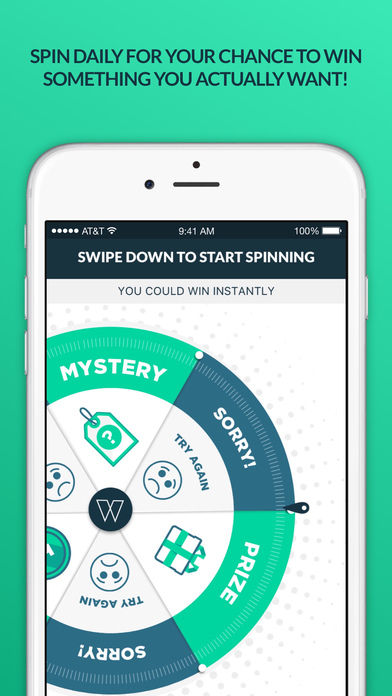 SPIN DAILY FOR YOUR CHANCE TO WIN
SOMETHING YOU ACTUALLY WANT!
AT&T 9:41 AM 100%
SWIPE DOWN TO START SPINNING
YOU COULD WIN INSTANTLY
MYSTERY
?
SORRY!
TRY AGAIN
W
PRIZE
TRY AGAIN
SORRY!